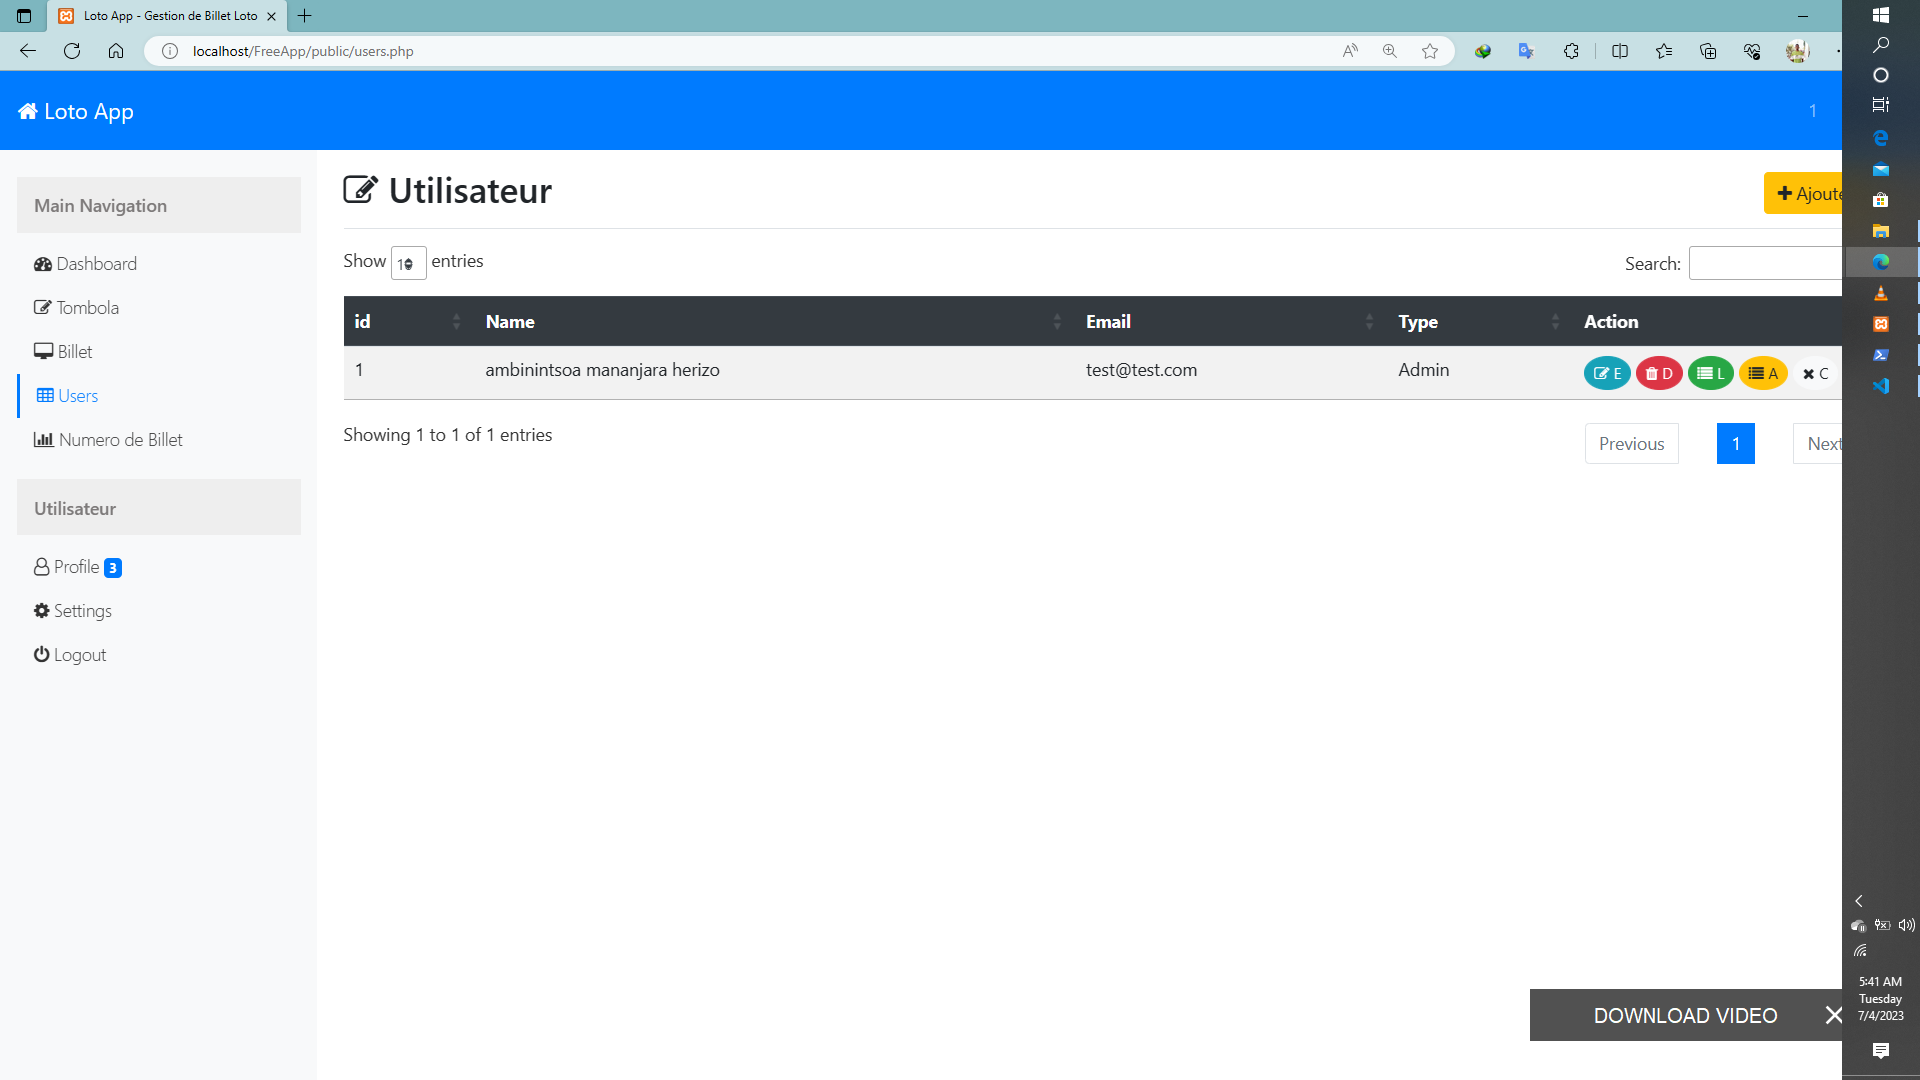 Loto App - Gestion de Billet Loto
localhost/FreeApp/public/users.php
Loto App
1
Main Navigation
Dashboard
Tombola
Billet
Users
Numero de Billet
Utilisateur
Profile 3
Settings
Logout
Utilisateur
Ajoute
Show 10 entries
Search:
id Name Email Type Action
1 ambinintsoa mananjara herizo test@test.com Admin E D L A C
Showing 1 to 1 of 1 entries
Previous 1 Next
DOWNLOAD VIDEO
5:41 AM
Tuesday
7/4/2023